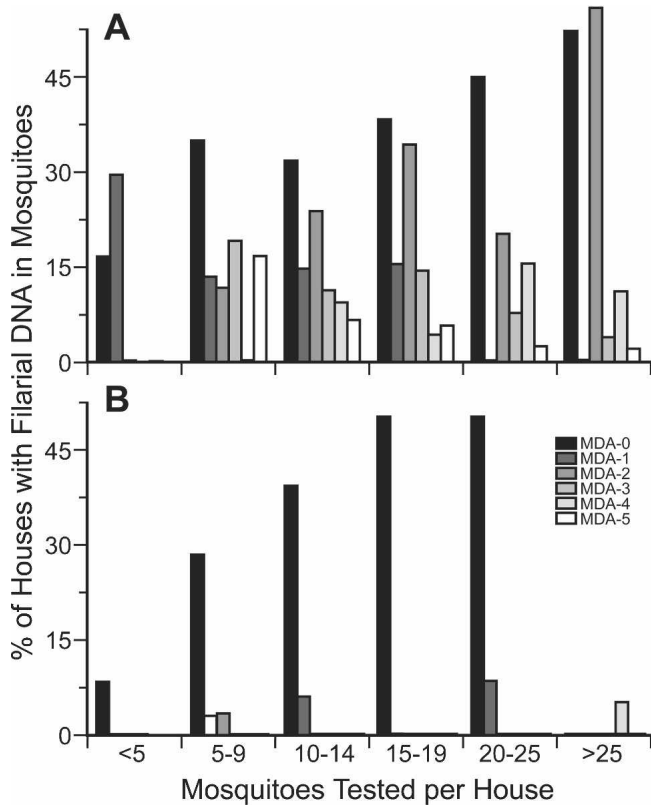 A
45
30
15
0
B
45
30
15
0
% of Houses with Filarial DNA in Mosquitoes
MDA-0
MDA-1
MDA-2
MDA-3
MDA-4
MDA-5
<5 5-9 10-14 15-19 20-25 >25
Mosquitoes Tested per House